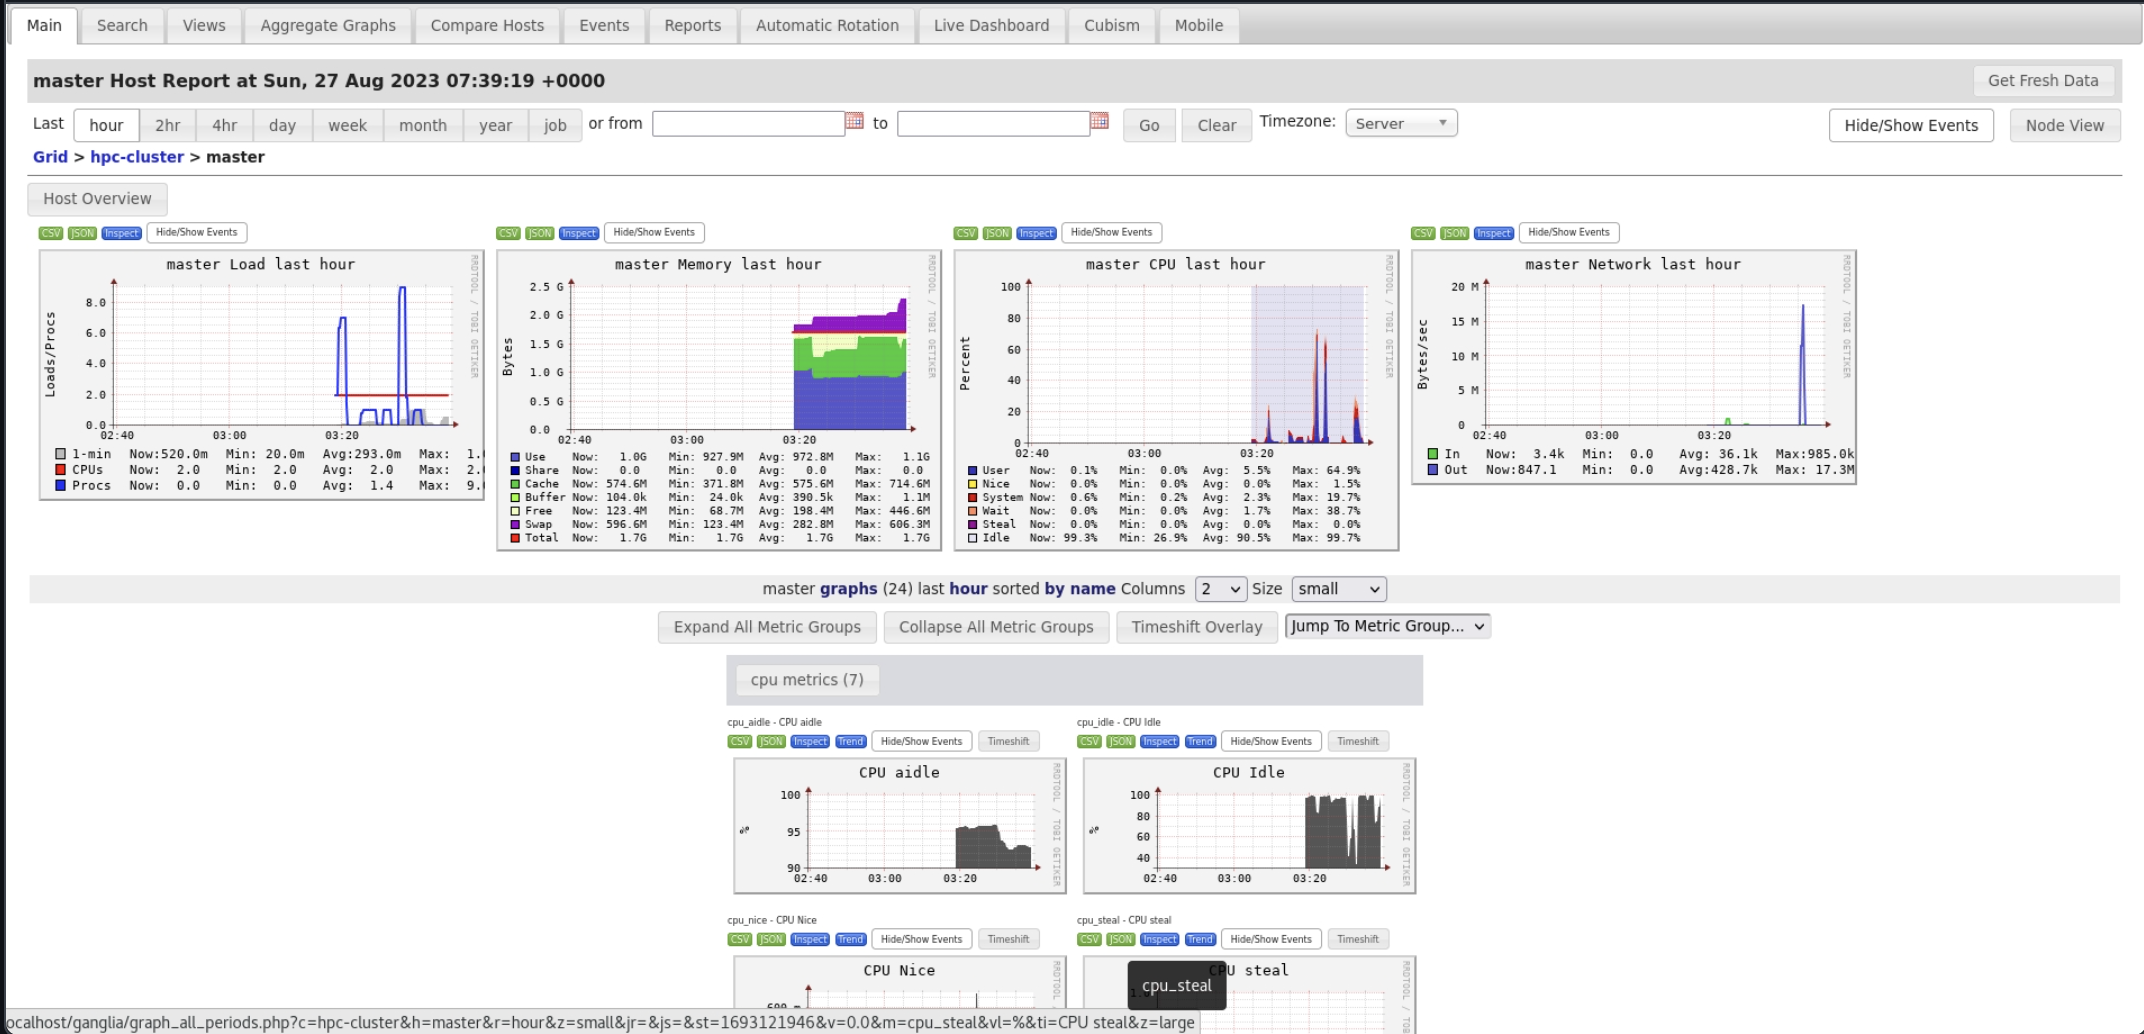 Main Search Views Aggregate Graphs Compare Hosts Events Reports Automatic Rotation Live Dashboard Cubism Mobile
master Host Report at Sun, 27 Aug 2023 07:39:19 +0000 Get Fresh Data
Last hour 2hr 4hr day week month year job or from to Go Clear Timezone: Server Hide/Show Events Node View
Grid > hpc-cluster > master
Host Overview
CSV JSON Inspect Hide/Show Events
master Load last hour
RRDTOOL / TOBI OETIKER
Loads/Procs
8.0
6.0
4.0
2.0
0.0
02:40 03:00 03:20
1-min Now:520.0m Min: 20.0m Avg:293.0m Max: 1.
CPUs Now: 2.0 Min: 2.0 Avg: 2.0 Max: 2.
Procs Now: 0.0 Min: 0.0 Avg: 1.4 Max: 9.
CSV JSON Inspect Hide/Show Events
master Memory last hour
RRDTOOL / TOBI OETIKER
Bytes
2.5 G
2.0 G
1.5 G
1.0 G
0.5 G
0.0
02:40 03:00 03:20
Use Now: 1.0G Min: 927.9M Avg: 972.8M Max: 1.1G
Share Now: 0.0 Min: 0.0 Avg: 0.0 Max: 0.0
Cache Now: 574.6M Min: 371.8M Avg: 575.6M Max: 714.6M
Buffer Now: 104.0k Min: 24.0k Avg: 390.5k Max: 1.1M
Free Now: 123.4M Min: 68.7M Avg: 198.4M Max: 446.6M
Swap Now: 596.6M Min: 123.4M Avg: 282.8M Max: 606.3M
Total Now: 1.7G Min: 1.7G Avg: 1.7G Max: 1.7G
CSV JSON Inspect Hide/Show Events
master CPU last hour
RRDTOOL / TOBI OETIKER
Percent
100
80
60
40
20
0
02:40 03:00 03:20
User Now: 0.1% Min: 0.0% Avg: 5.5% Max: 64.9%
Nice Now: 0.0% Min: 0.0% Avg: 0.0% Max: 1.5%
System Now: 0.6% Min: 0.2% Avg: 2.3% Max: 19.7%
Wait Now: 0.0% Min: 0.0% Avg: 1.7% Max: 38.7%
Steal Now: 0.0% Min: 0.0% Avg: 0.0% Max: 0.0%
Idle Now: 99.3% Min: 26.9% Avg: 90.5% Max: 99.7%
CSV JSON Inspect Hide/Show Events
master Network last hour
RRDTOOL / TOBI OETIKER
Bytes/sec
20 M
15 M
10 M
5 M
0
02:40 03:00 03:20
In Now: 3.4k Min: 0.0 Avg: 36.1k Max:985.0k
Out Now:847.1 Min: 0.0 Avg:428.7k Max: 17.3M
master graphs (24) last hour sorted by name Columns 2 Size small
Expand All Metric Groups Collapse All Metric Groups Timeshift Overlay Jump To Metric Group...
cpu metrics (7)
cpu_aidle - CPU aidle
CSV JSON Inspect Trend Hide/Show Events Timeshift
CPU aidle
RRDTOOL / TOBI OETIKER
%
100
95
90
02:40 03:00 03:20
cpu_idle - CPU Idle
CSV JSON Inspect Trend Hide/Show Events Timeshift
CPU Idle
RRDTOOL / TOBI OETIKER
%
100
80
60
40
02:40 03:00 03:20
cpu_nice - CPU Nice
CSV JSON Inspect Trend Hide/Show Events Timeshift
CPU Nice
cpu_steal - CPU steal
CSV JSON Inspect Trend Hide/Show Events Timeshift
steal
cpu_steal
ocalhost/ganglia/graph_all_periods.php?c=hpc-cluster&h=master&r=hour&z=small&jr=&js=&st=1693121946&v=0.0&m=cpu_steal&vl=%&ti=CPU steal&z=large